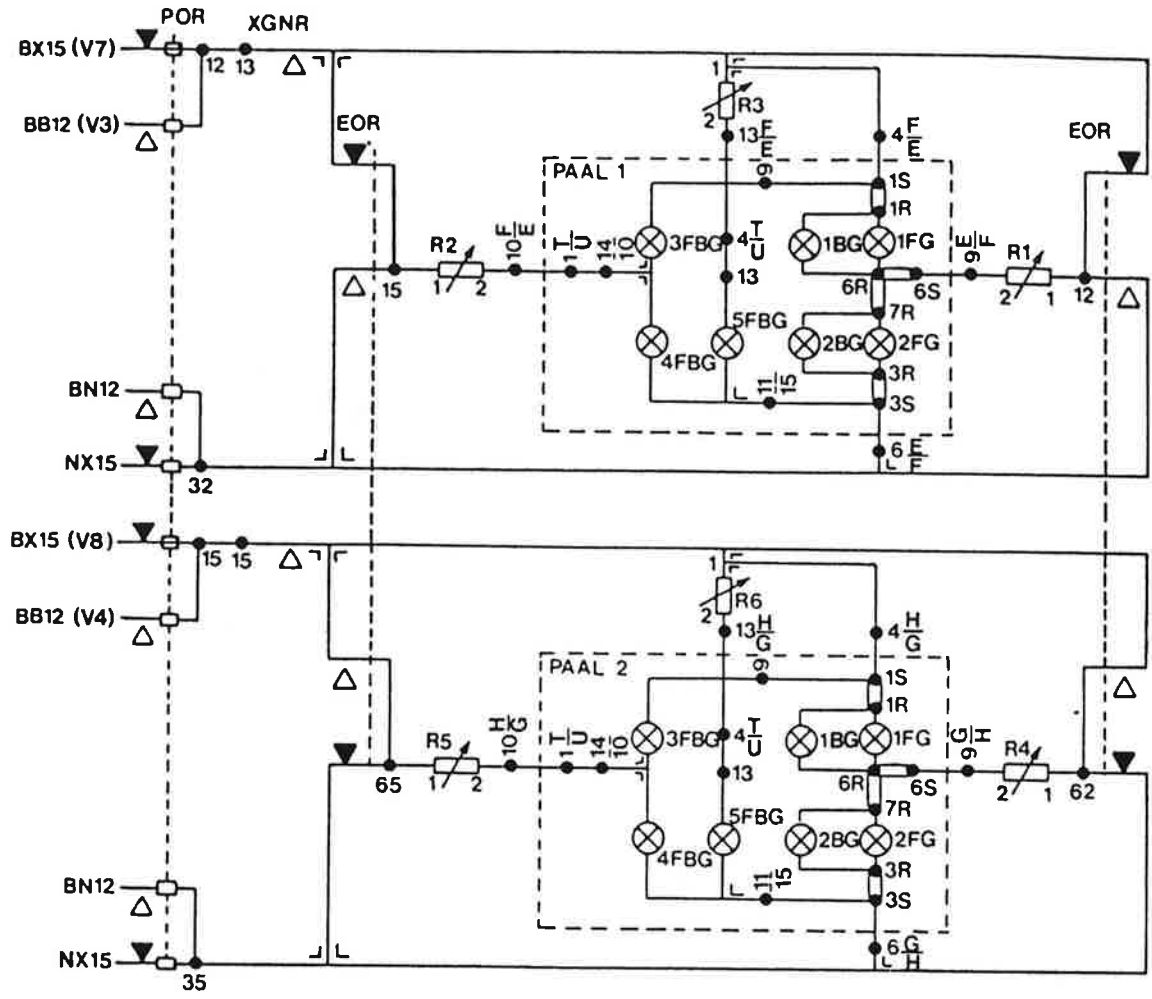 POR XGNR
BX15 (V7) 12 13
1
R3
2
BB12 (V3)
EOR EOR
13 F/E 4 F/E
PAAL 1 9 1S
1R
10 F/E 1 T/U 14/10 3FBG 4 T/U 1BG 1FG 9 E/F
R2 R1
15 1 2 13 6R 6S 2 1 12
7R
5FBG
4FBG 2BG 2FG
3R
11/15
3S
BN12
6 E/F
NX15
32
BX15 (V8) 15 15
1
R6
2
BB12 (V4)
13 H/G 4 H/G
PAAL 2 9 1S
1R
10 H/G 1 T/U 14/10 3FBG 4 T/U 1BG 1FG 9 G/H
R5 R4
65 1 2 13 6R 6S 2 1 62
7R
5FBG
4FBG 2BG 2FG
3R
11/15
3S
BN12
6 G/H
NX15
35